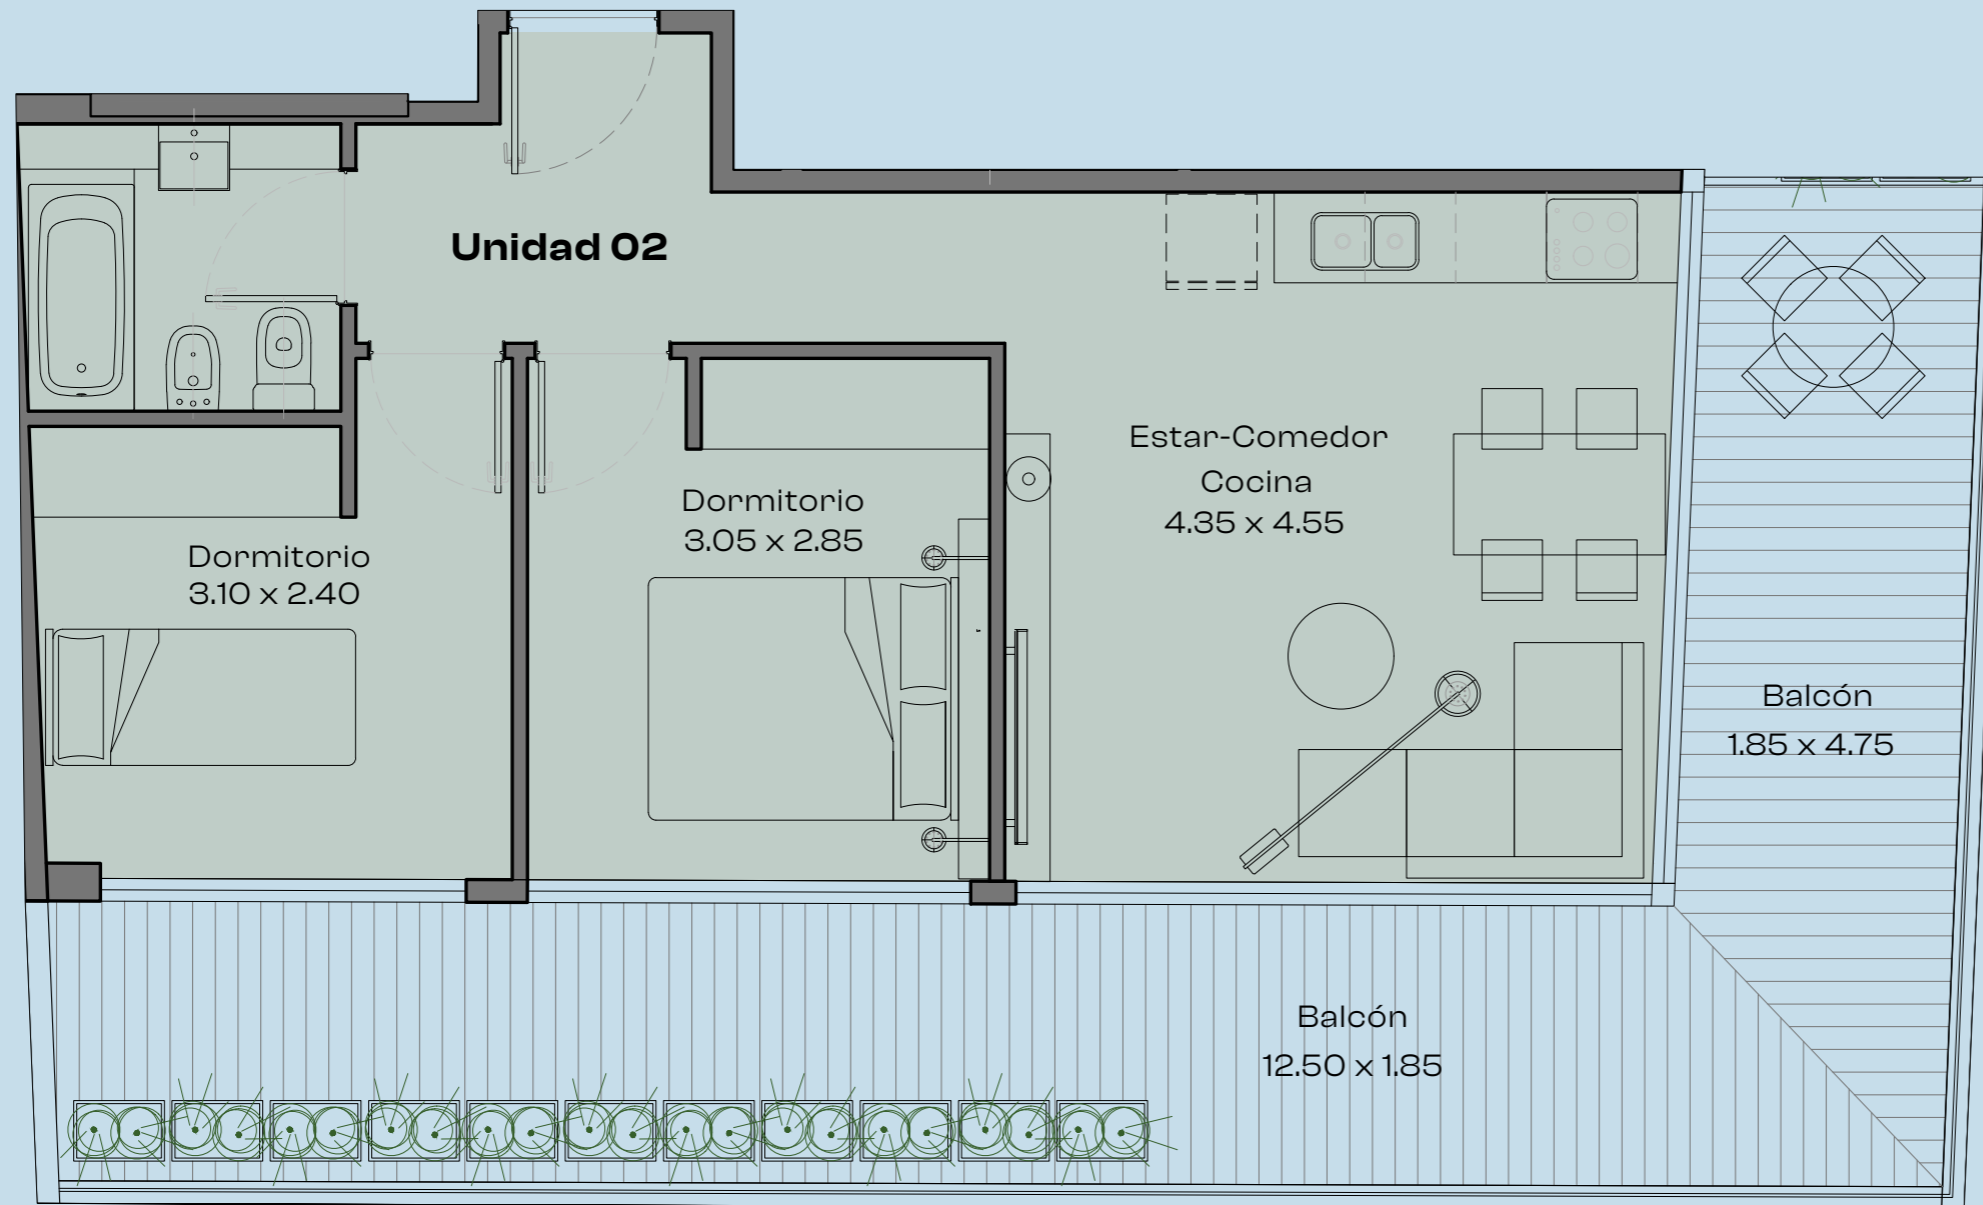 Unidad 02
Estar-Comedor
Cocina
4.35 x 4.55
Dormitorio
3.05 x 2.85
Dormitorio
3.10 x 2.40
Balcón
1.85 x 4.75
Balcón
12.50 x 1.85